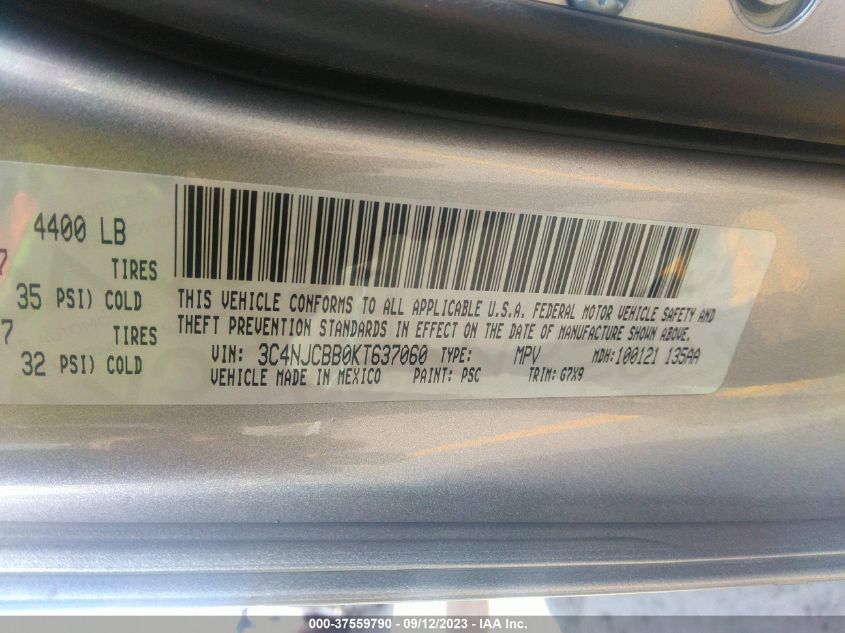 4400 LB
7 TIRES
35 PSI) COLD
7 TIRES
32 PSI) COLD
THIS VEHICLE CONFORMS TO ALL APPLICABLE U.S.A. FEDERAL MOTOR VEHICLE SAFETY AND
THEFT PREVENTION STANDARDS IN EFFECT ON THE DATE OF MANUFACTURE SHOWN ABOVE.
VIN: 3C4NJCBB0KT637060 TYPE: MPV MDH:100121 135AA
VEHICLE MADE IN MEXICO PAINT: PSC TRIM: G7X9
000-37559790 - 09/12/2023 - IAA Inc.